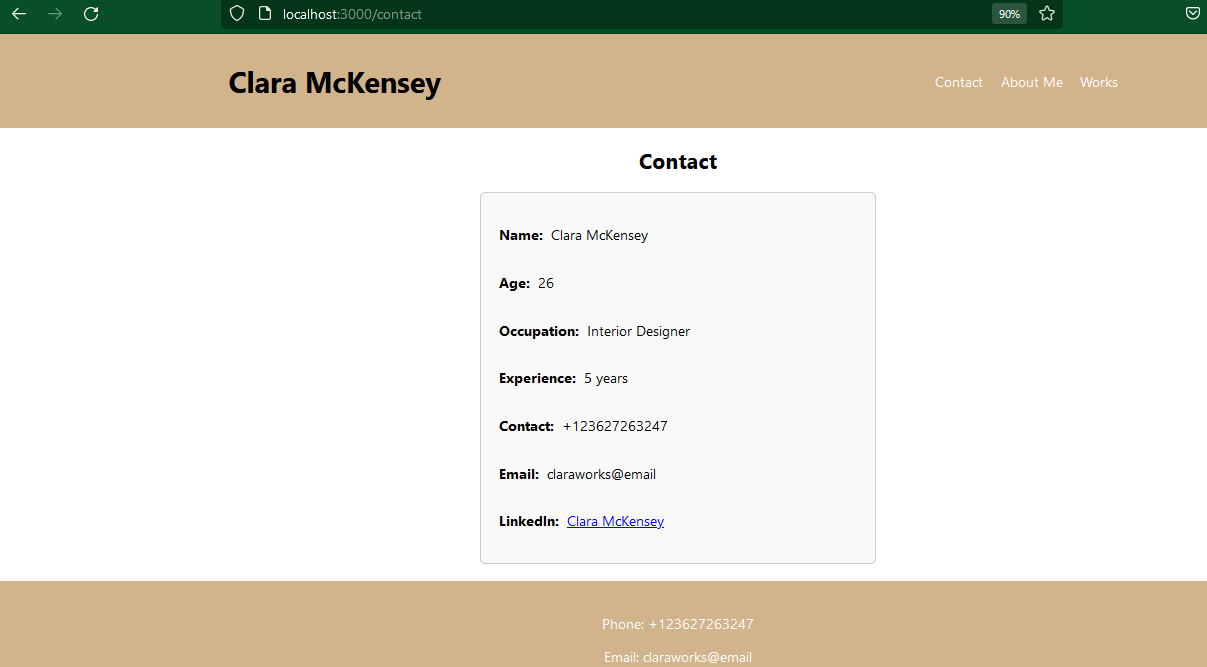 localhost:3000/contact 90%
Clara McKensey
Contact About Me Works
Contact
Name: Clara McKensey
Age: 26
Occupation: Interior Designer
Experience: 5 years
Contact: +123627263247
Email: claraworks@email
LinkedIn: Clara McKensey
Phone: +123627263247
Email: claraworks@email